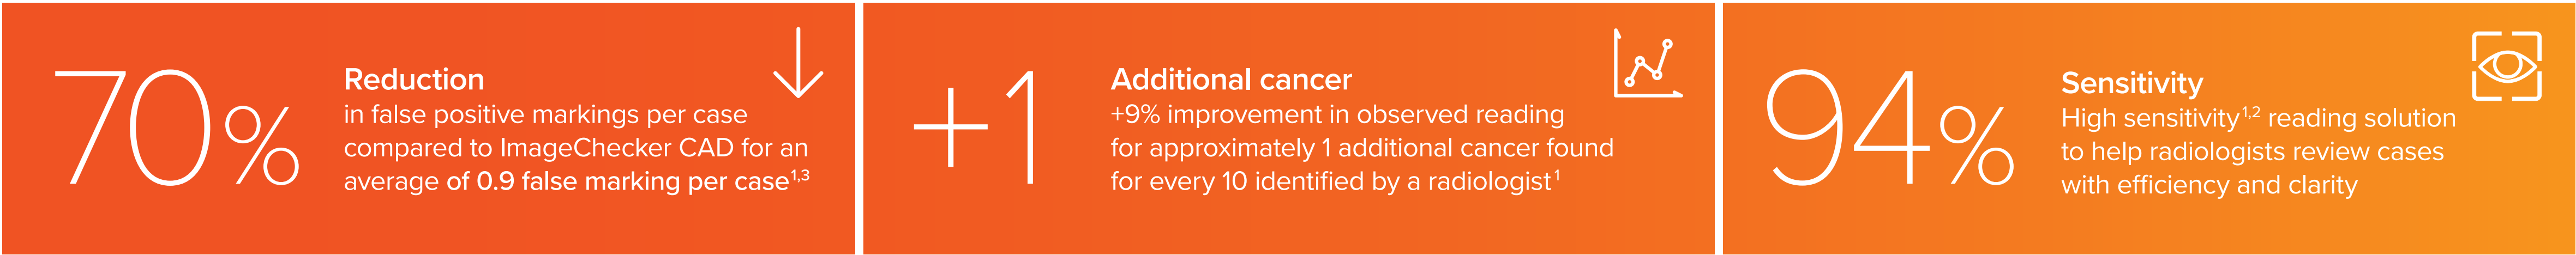 70%
Reduction
in false positive markings per case
compared to ImageChecker CAD for an
average of 0.9 false marking per case1,3
+1
Additional cancer
+9% improvement in observed reading
for approximately 1 additional cancer found
for every 10 identified by a radiologist1
94%
Sensitivity
High sensitivity1,2 reading solution
to help radiologists review cases
with efficiency and clarity